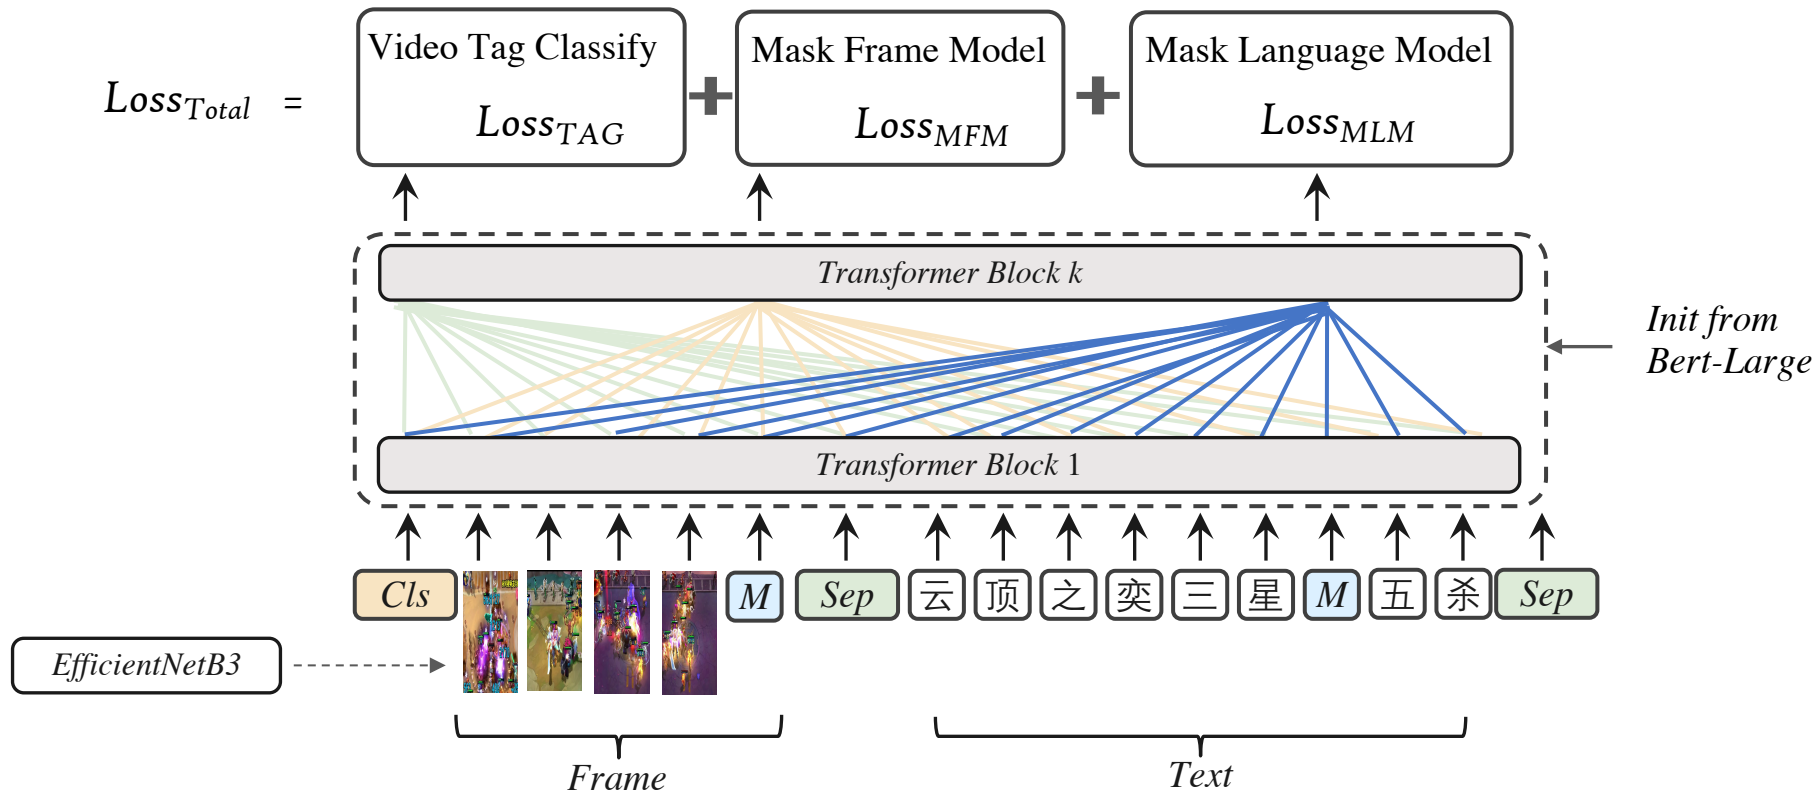 Video Tag Classify
Mask Frame Model
Mask Language Model
Loss_Total =
Loss_TAG
+
Loss_MFM
+
Loss_MLM
Transformer Block k
Init from
Bert-Large
Transformer Block 1
Cls
M
Sep
云
顶
之
奕
三
星
M
五
杀
Sep
EfficientNetB3
Frame
Text